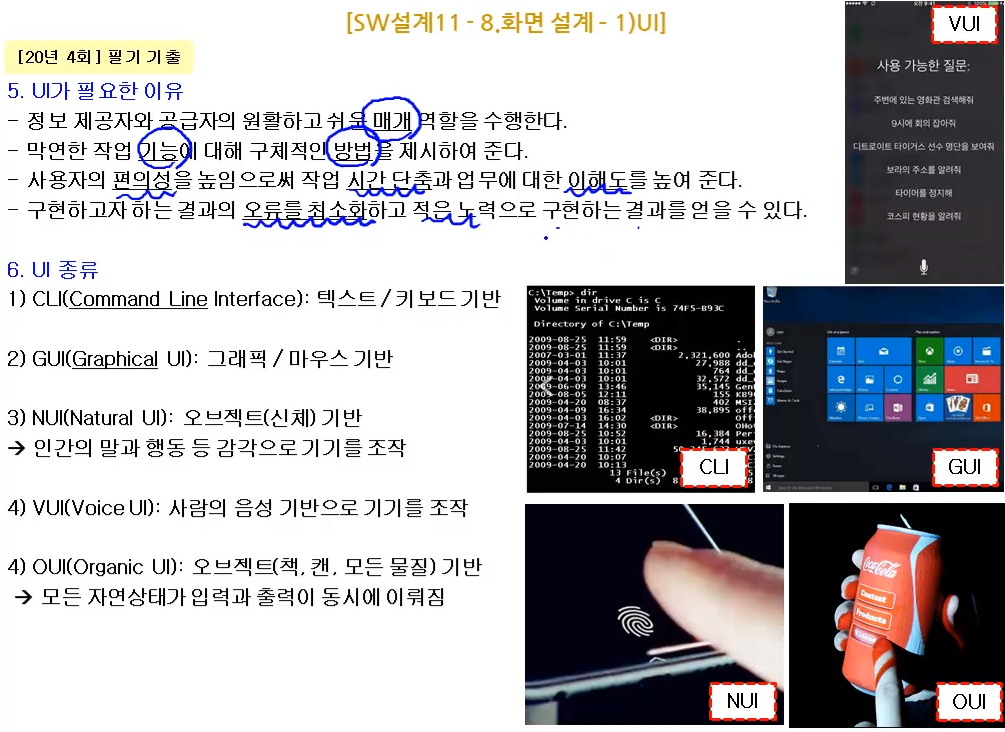 [SW설계11 - 8.화면 설계 - 1)UI]
[20년 4회] 필기 기출
5. UI가 필요한 이유
- 정보 제공자와 공급자의 원활하고 쉬운 매개 역할을 수행한다.
- 막연한 작업 기능에 대해 구체적인 방법을 제시하여 준다.
- 사용자의 편의성을 높임으로써 작업 시간 단축과 업무에 대한 이해도를 높여 준다.
- 구현하고자 하는 결과의 오류를 최소화하고 적은 노력으로 구현하는 결과를 얻을 수 있다.
6. UI 종류
1) CLI(Command Line Interface): 텍스트 / 키보드 기반
2) GUI(Graphical UI): 그래픽 / 마우스 기반
3) NUI(Natural UI): 오브젝트(신체) 기반
→ 인간의 말과 행동 등 감각으로 기기를 조작
4) VUI(Voice UI): 사람의 음성 기반으로 기기를 조작
4) OUI(Organic UI): 오브젝트(책, 캔, 모든 물질) 기반
→ 모든 자연상태가 입력과 출력이 동시에 이뤄짐
오전 9:41
100%
VUI
사용 가능한 질문:
주변에 있는 영화관 검색해줘
9시에 회의 잡아줘
디트로이트 타이거스 선수 명단을 보여줘
보라의 주소를 알려줘
타이머를 정지해
코스피 현황을 알려줘
C:\Temp> dir
Volume in drive C is C
Volume Serial Number is 74F5-B93C
Directory of C:\Temp
2009-08-25 11:59 <DIR> .
2009-08-25 11:59 <DIR> ..
2007-03-01 11:37 2,321,600 Ado
2009-04-03 10:01 27,988 dd_
2009-04-03 10:01 764 dd_
2009-04-03 10:01 32,572 dd_
2009-06-09 13:46 35,145 Gen
2009-08-05 12:11 155 KB9
2009-04-03 10:01 402 MSI
2009-04-09 16:34 38,895 off
2009-04-03 16:02 <DIR> Off
2009-07-14 14:30 <DIR> OHo
2009-08-25 10:52 16,384 Per
2009-04-03 10:01 1,744 uxe
2009-08-25 11:42 50
2009-04-20 10:07
2009-04-20 10:13
13 File(s)
4 Dir(s) 8
CLI
GUI
NUI
Coca-Cola
Contest
Products
Videos
OUI